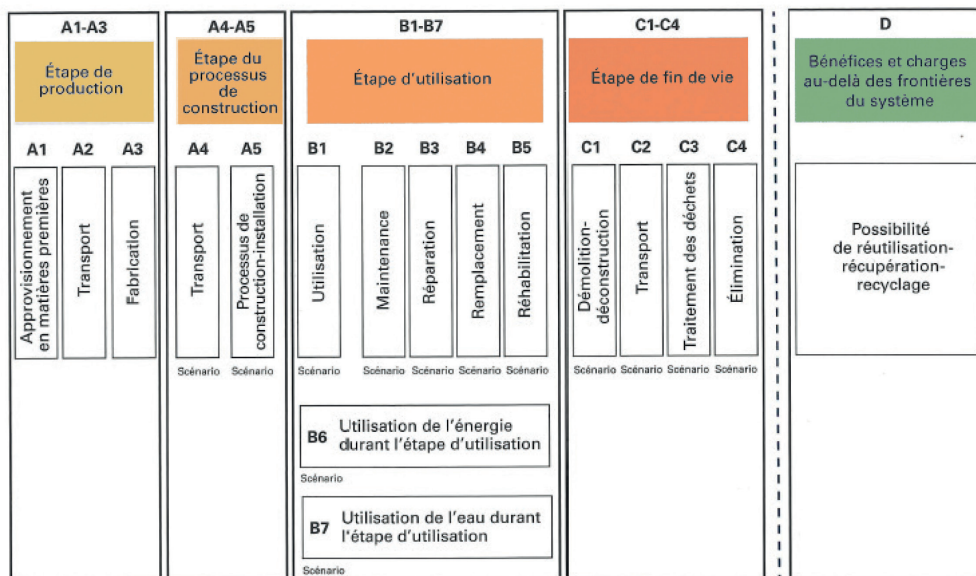 A1-A3
Étape de
production
A1
A2
A3
Approvisionnement
en matières premières
Transport
Fabrication
A4-A5
Étape du
processus
de
construction
A4
A5
Transport
Processus de
construction-installation
Scénario
Scénario
B1-B7
Étape d'utilisation
B1
B2
B3
B4
B5
Utilisation
Maintenance
Réparation
Remplacement
Réhabilitation
Scénario
Scénario
Scénario
Scénario
Scénario
B6
Utilisation de l'énergie
durant l'étape d'utilisation
Scénario
B7
Utilisation de l'eau durant
l'étape d'utilisation
Scénario
C1-C4
Étape de fin de vie
C1
C2
C3
C4
Démolition-
déconstruction
Transport
Traitement des déchets
Élimination
Scénario
Scénario
Scénario
Scénario
D
Bénéfices et charges
au-delà des frontières
du système
Possibilité
de réutilisation-
récupération-
recyclage